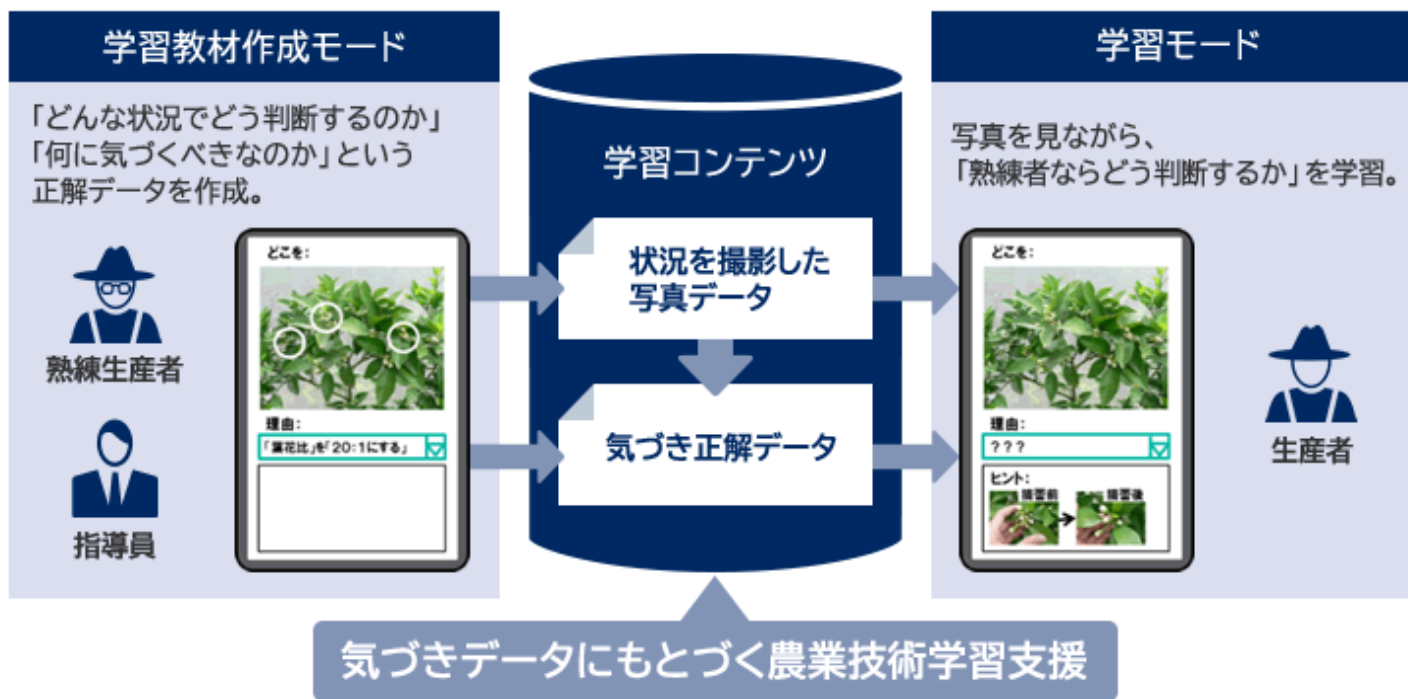 学習教材作成モード
「どんな状況でどう判断するのか」
「何に気づくべきなのか」という
正解データを作成。
熟練生産者
指導員
どこを:
理由:
「葉花比」を「20:1にする」
学習コンテンツ
状況を撮影した
写真データ
気づき正解データ
学習モード
写真を見ながら、
「熟練者ならどう判断するか」を学習。
どこを:
理由:
???
ヒント:
摘蕾前
摘蕾後
生産者
気づきデータにもとづく農業技術学習支援